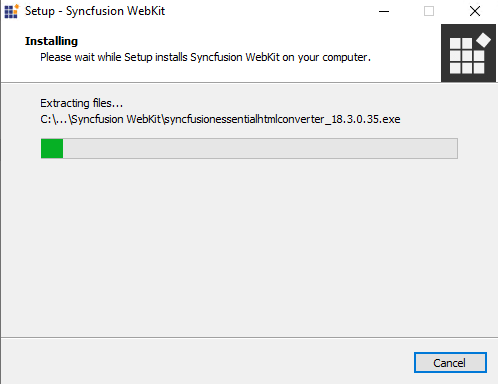 Setup - Syncfusion WebKit
Installing
Please wait while Setup installs Syncfusion WebKit on your computer.
Extracting files...
C:\...\Syncfusion WebKit\syncfusionessentialhtmlconverter_18.3.0.35.exe
Cancel